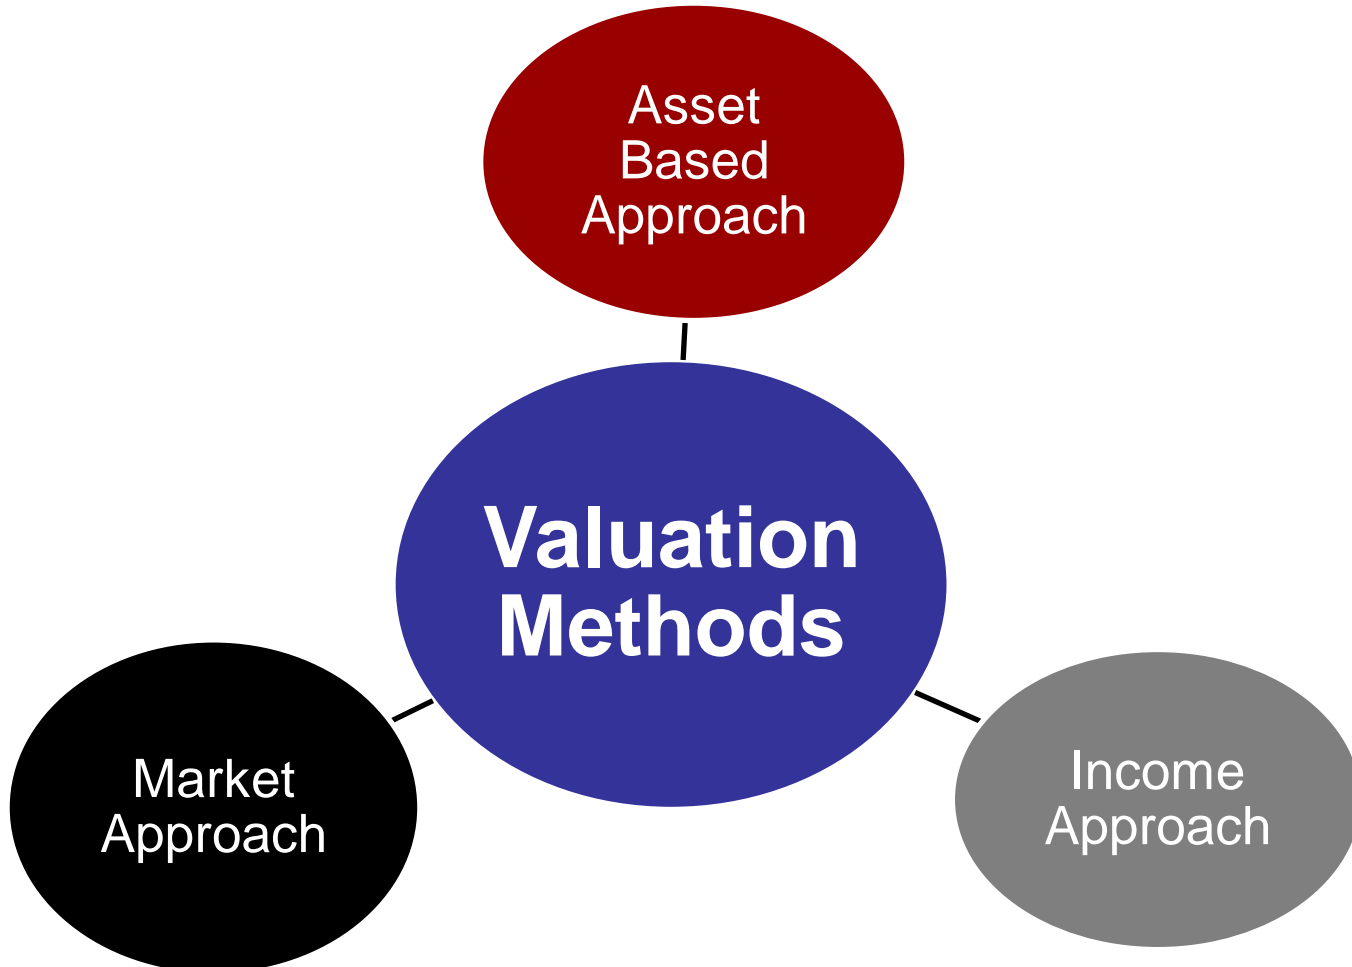 Asset
Based
Approach
Valuation
Methods
Market
Approach
Income
Approach